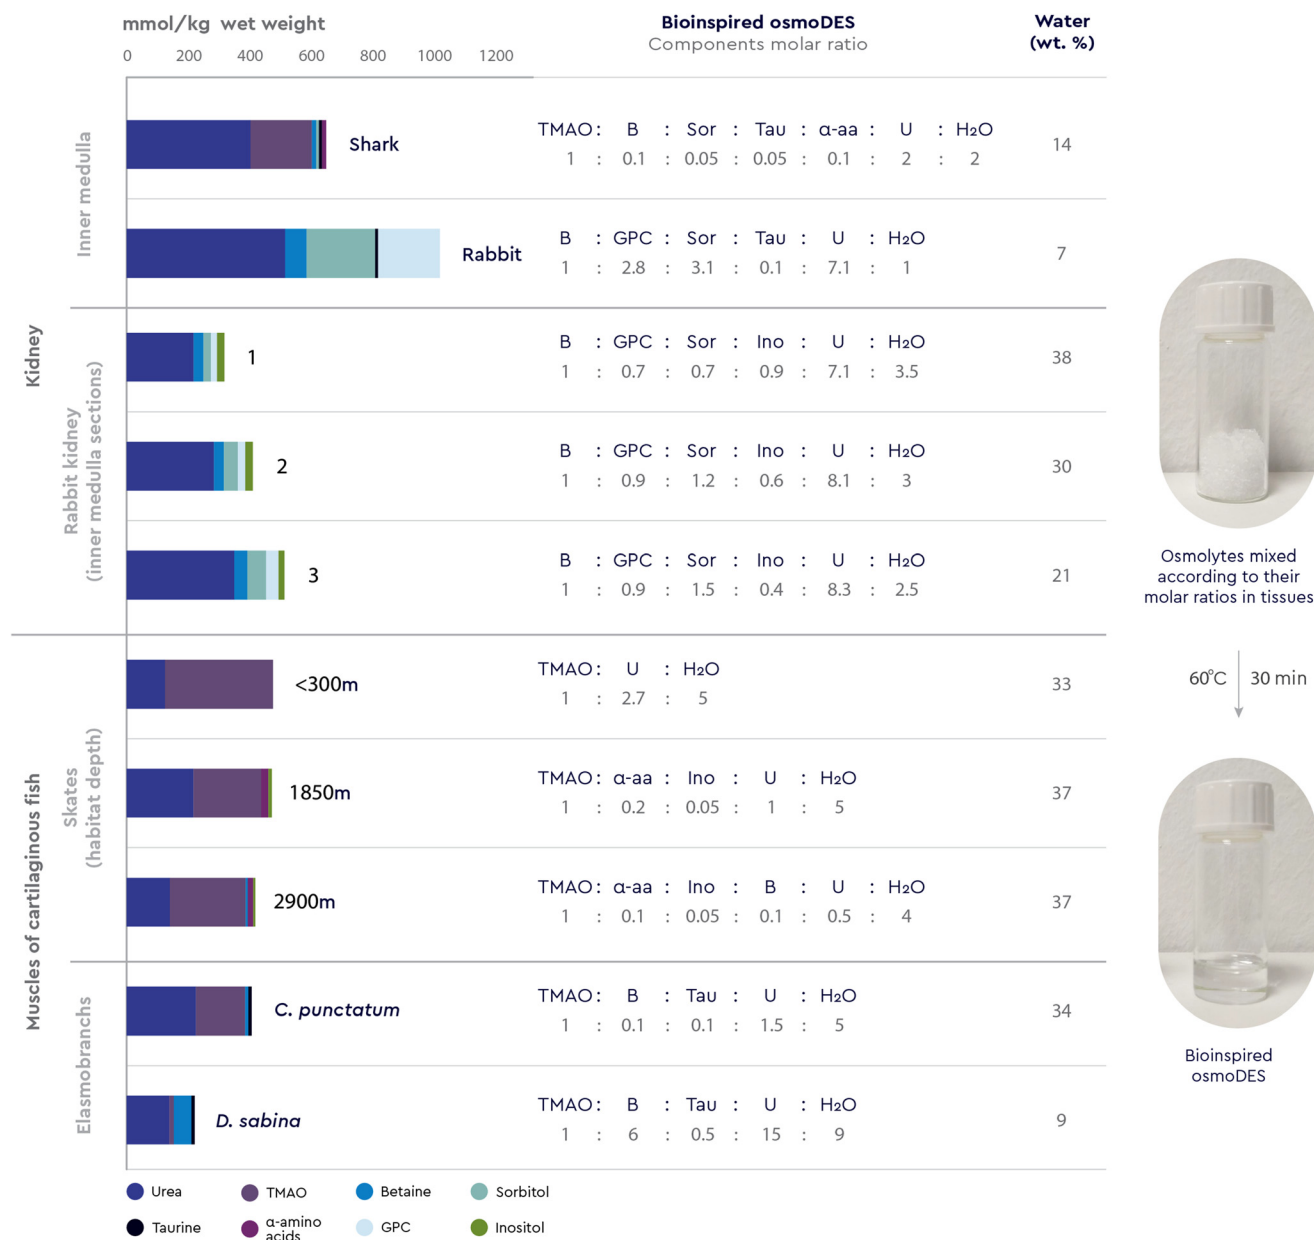 mmol/kg wet weight
Bioinspired osmoDES
Components molar ratio
Water
(wt. %)
0 200 400 600 800 1000 1200
Kidney
Inner medulla
Shark
TMAO : B : Sor : Tau : α-aa : U : H₂O
1 : 0.1 : 0.05 : 0.05 : 0.1 : 2 : 2
14
Rabbit
B : GPC : Sor : Tau : U : H₂O
1 : 2.8 : 3.1 : 0.1 : 7.1 : 1
7
Rabbit kidney
(inner medulla sections)
1
B : GPC : Sor : Ino : U : H₂O
1 : 0.7 : 0.7 : 0.9 : 7.1 : 3.5
38
2
B : GPC : Sor : Ino : U : H₂O
1 : 0.9 : 1.2 : 0.6 : 8.1 : 3
30
3
B : GPC : Sor : Ino : U : H₂O
1 : 0.9 : 1.5 : 0.4 : 8.3 : 2.5
21
Muscles of cartilaginous fish
Skates
(habitat depth)
<300m
TMAO : U : H₂O
1 : 2.7 : 5
33
1850m
TMAO : α-aa : Ino : U : H₂O
1 : 0.2 : 0.05 : 1 : 5
37
2900m
TMAO : α-aa : Ino : B : U : H₂O
1 : 0.1 : 0.05 : 0.1 : 0.5 : 4
37
Elasmobranchs
C. punctatum
TMAO : B : Tau : U : H₂O
1 : 0.1 : 0.1 : 1.5 : 5
34
D. sabina
TMAO : B : Tau : U : H₂O
1 : 6 : 0.5 : 15 : 9
9
Urea
TMAO
Betaine
Sorbitol
Taurine
α-amino
acids
GPC
Inositol
Osmolytes mixed
according to their
molar ratios in tissues
60°C 30 min
Bioinspired
osmoDES